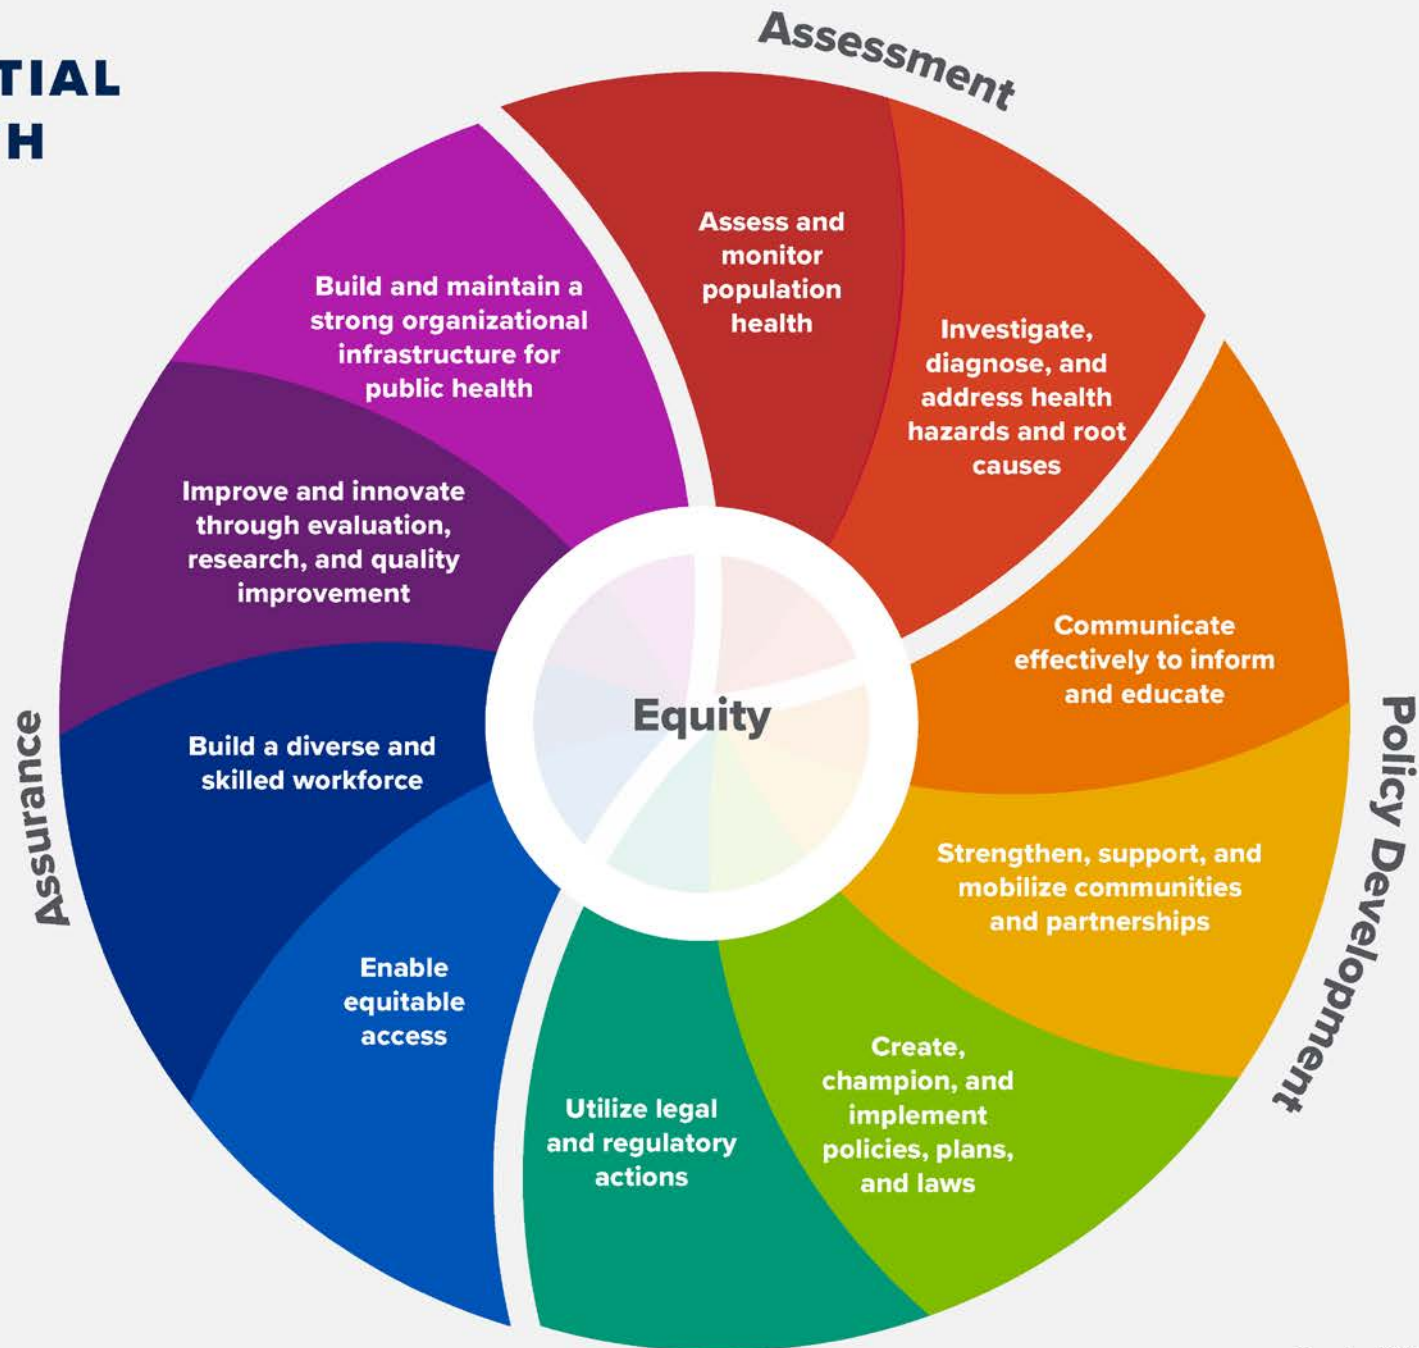 TIAL
H
Assessment
Assess and
monitor
population
health
Investigate,
diagnose, and
address health
hazards and root
causes
Communicate
effectively to inform
and educate
Policy Development
Strengthen, support, and
mobilize communities
and partnerships
Create,
champion, and
implement
policies, plans,
and laws
Utilize legal
and regulatory
actions
Enable
equitable
access
Assurance
Build a diverse and
skilled workforce
Improve and innovate
through evaluation,
research, and quality
improvement
Build and maintain a
strong organizational
infrastructure for
public health
Equity